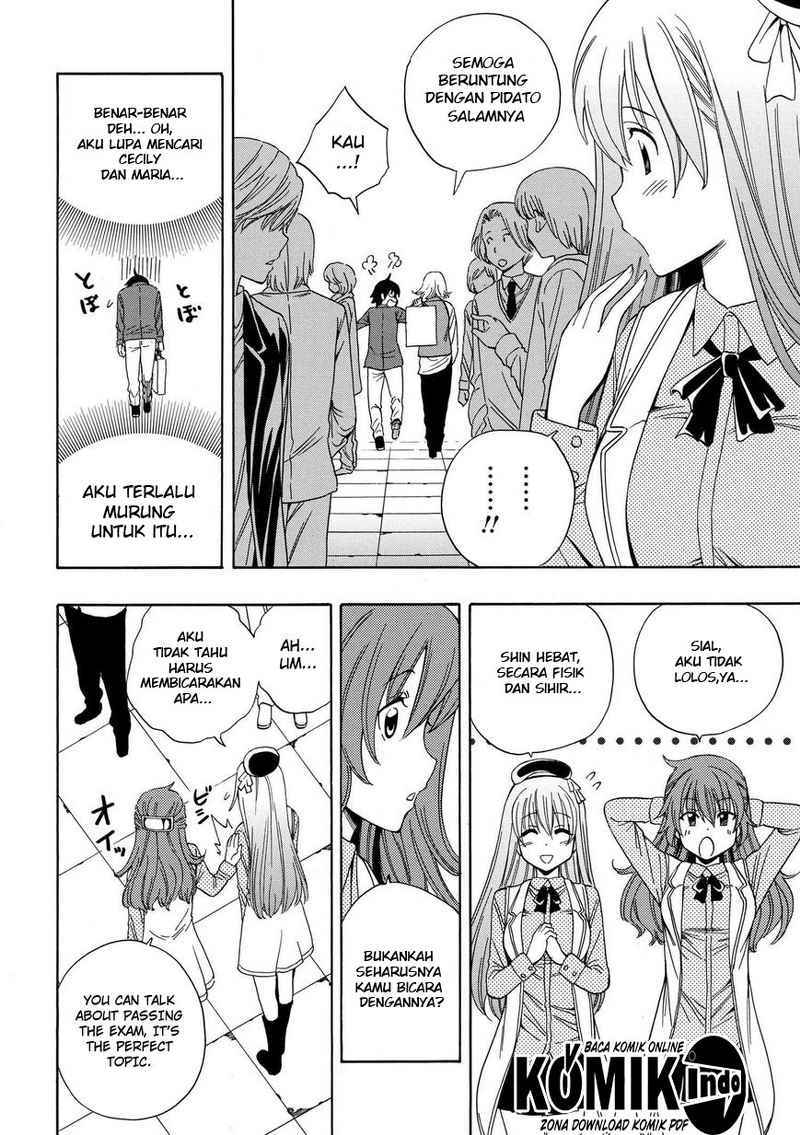 SEMOGA
BERUNTUNG
DENGAN PIDATO
SALAMNYA
KAU
...!
......!!
BENAR-BENAR
DEH... OH,
AKU LUPA MENCARI
CECILY
DAN MARIA...
とぼ
とぼ
AKU TERLALU
MURUNG
UNTUK ITU...
SIAL,
AKU TIDAK
LOLOS,YA...
SHIN HEBAT,
SECARA FISIK
DAN SIHIR...
BUKANKAH
SEHARUSNYA
KAMU BICARA
DENGANNYA?
AH...
UM...
AKU
TIDAK TAHU
HARUS
MEMBICARAKAN
APA...
ビシ
オイッ
YOU CAN TALK
ABOUT PASSING
THE EXAM, IT'S
THE PERFECT
TOPIC.
BACA KOMIK ONLINE
KOMIK indo
ZONA DOWNLOAD KOMIK PDF